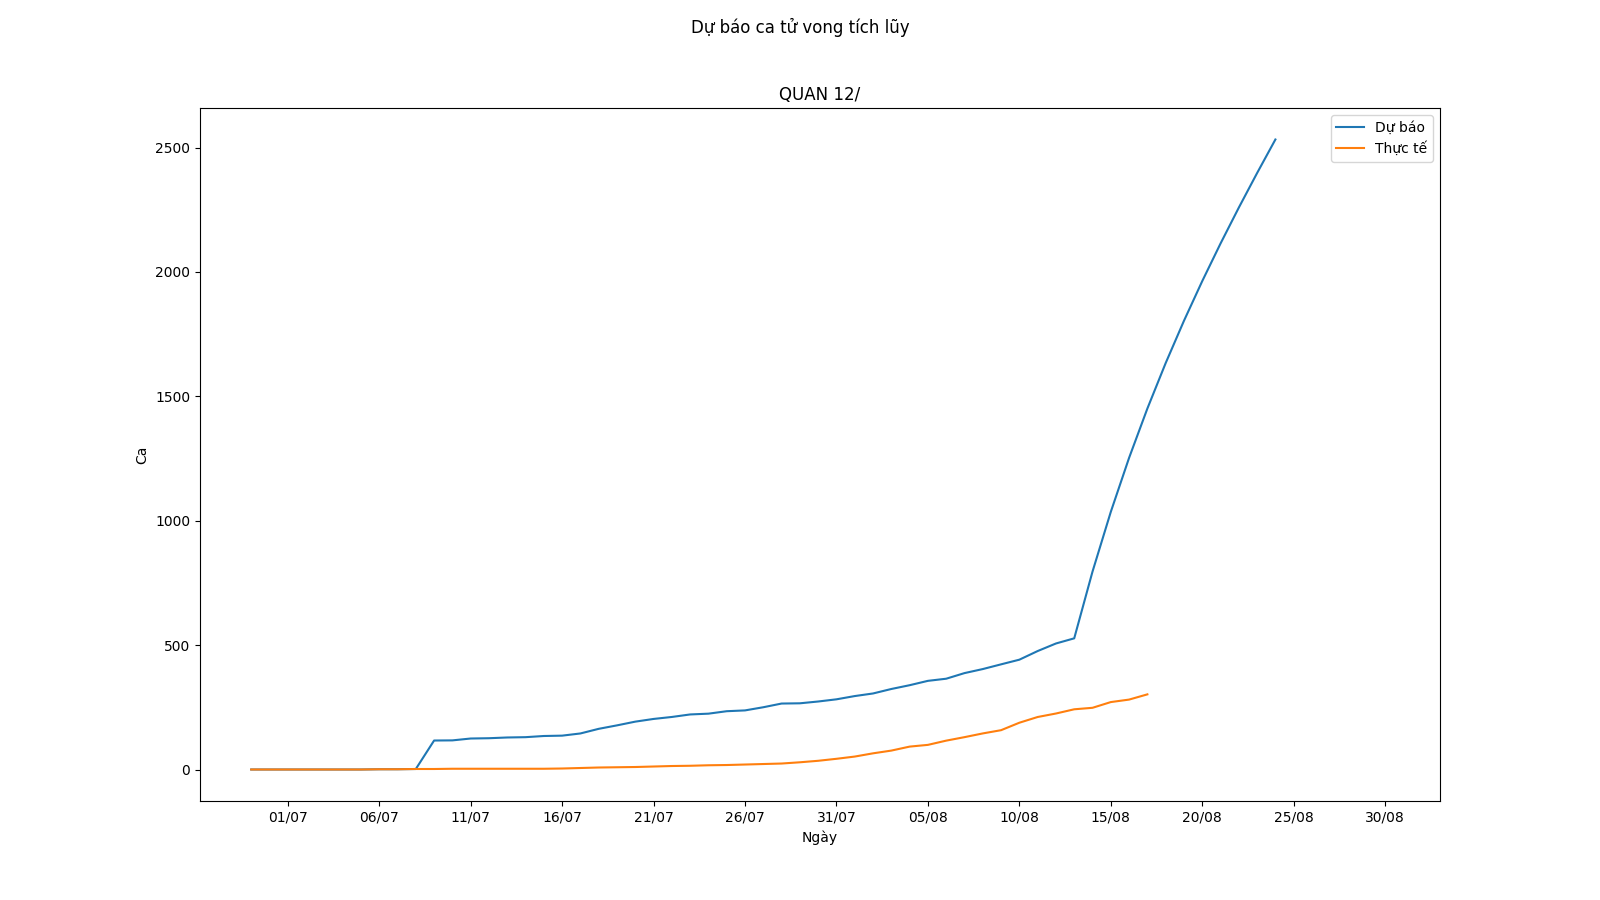 Dự báo ca tử vong tích lũy
QUAN 12/
Dự báo
Thực tế
2500
2000
1500
1000
500
0
Ca
01/07 06/07 11/07 16/07 21/07 26/07 31/07 05/08 10/08 15/08 20/08 25/08 30/08
Ngày